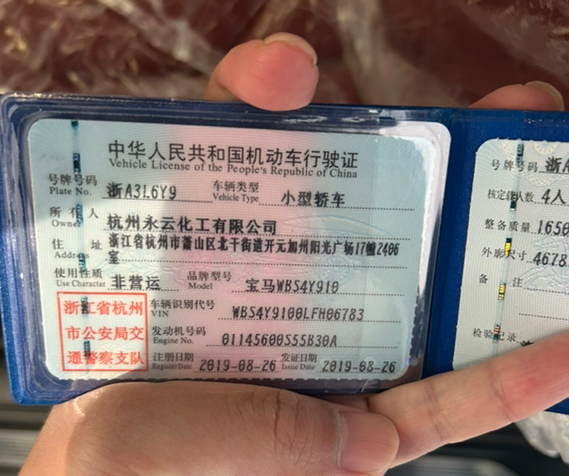 中华人民共和国机动车行驶证
Vehicle License of the People's Republic of China
号牌号码 浙A3L6Y9 车辆类型 小型轿车
Plate No. Vehicle Type
所有人 杭州永云化工有限公司
Owner
住址 浙江省杭州市萧山区北干街道开元加州阳光广场17幢2406
Address 室
使用性质 非营运 品牌型号 宝马WBS4Y910
Use Character Model
浙江省杭州
市公安局交
通警察支队
车辆识别代号 WBS4Y9100LFH06783
VIN
发动机号码 01145600S55B30A
Engine No.
注册日期 2019-08-26 发证日期 2019-08-26
Register Date Issue Date
号牌号码 浙A
核定载人数 4人
整备质量 1650
外廓尺寸 4678
备注
检验记录